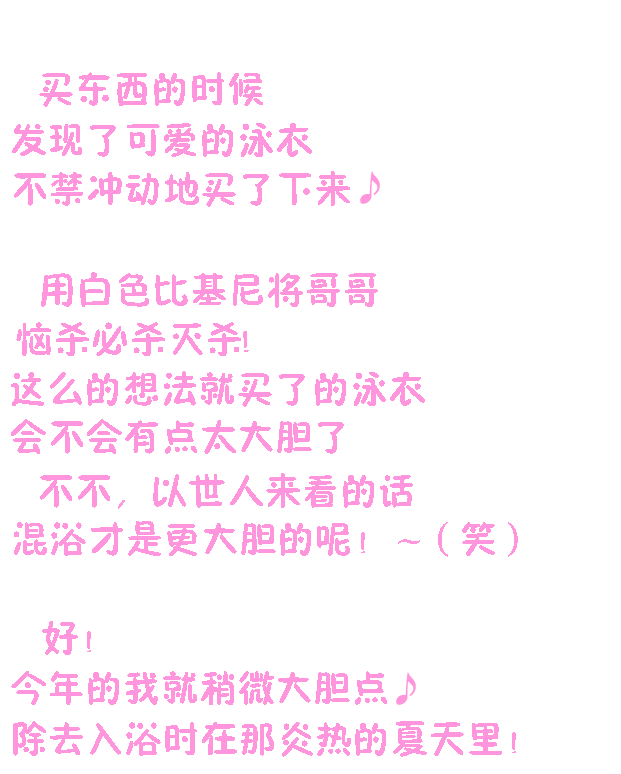 买东西的时候
发现了可爱的泳衣
不禁冲动地买了下来♪
用白色比基尼将哥哥
恼杀必杀灭杀!
这么的想法就买了的泳衣
会不会有点太大胆了
不不，以世人来看的话
混浴才是更大胆的呢！～（笑）
好！
今年的我就稍微大胆点♪
除去入浴时在那炎热的夏天里！